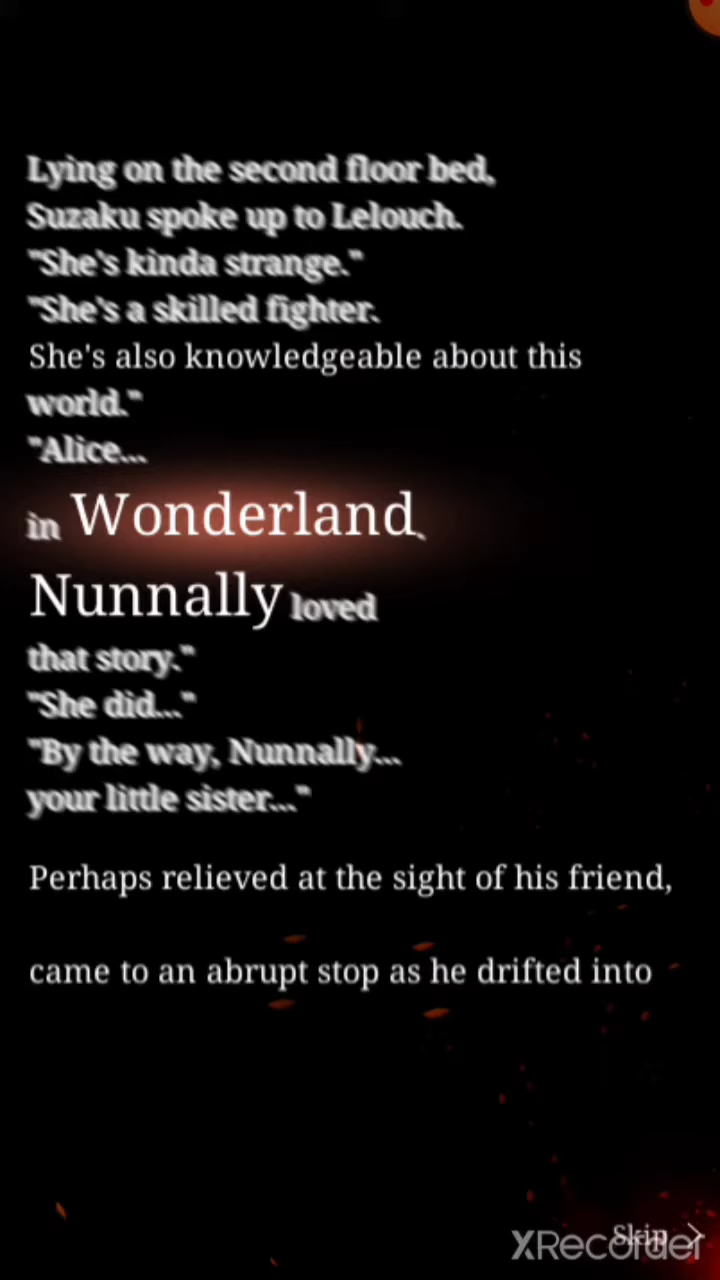 Lying on the second floor bed,
Suzaku spoke up to Lelouch.
"She's kinda strange."
"She's a skilled fighter.
She's also knowledgeable about this
world."
"Alice...
in Wonderland.
Nunnally loved
that story."
"She did..."
"By the way, Nunnally...
your little sister..."
Perhaps relieved at the sight of his friend,
came to an abrupt stop as he drifted into
Skip >
XRecorder